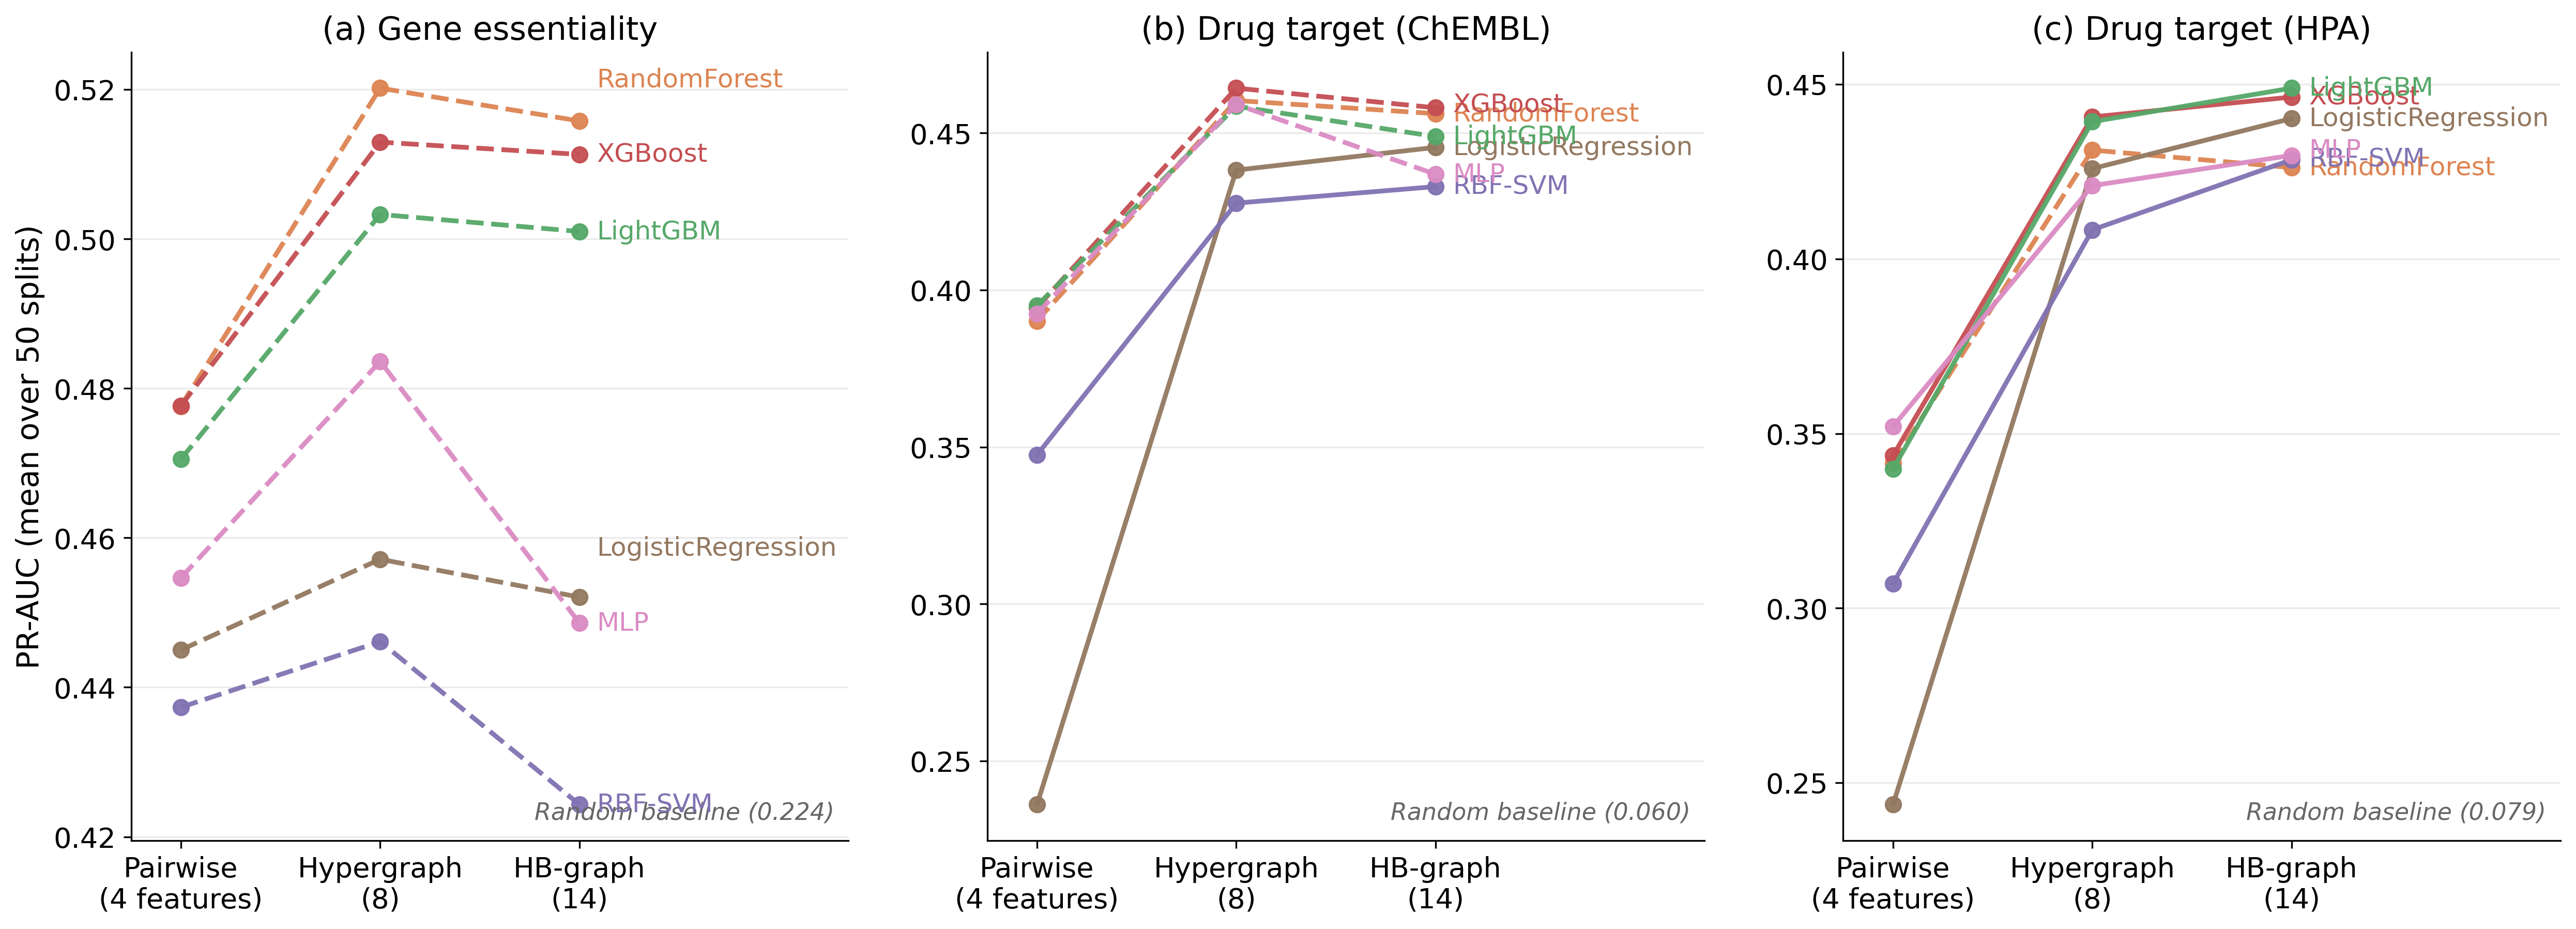 (a) Gene essentiality
PR-AUC (mean over 50 splits)
0.52
0.50
0.48
0.46
0.44
0.42
RandomForest
XGBoost
LightGBM
LogisticRegression
MLP
RBF-SVM
Random baseline (0.224)
Pairwise
(4 features)
Hypergraph
(8)
HB-graph
(14)
(b) Drug target (ChEMBL)
0.45
0.40
0.35
0.30
0.25
XGBoost
RandomForest
LightGBM
LogisticRegression
MLP
RBF-SVM
Random baseline (0.060)
Pairwise
(4 features)
Hypergraph
(8)
HB-graph
(14)
(c) Drug target (HPA)
0.45
0.40
0.35
0.30
0.25
LightGBM
XGBoost
LogisticRegression
MLP
RBF-SVM
RandomForest
Random baseline (0.079)
Pairwise
(4 features)
Hypergraph
(8)
HB-graph
(14)